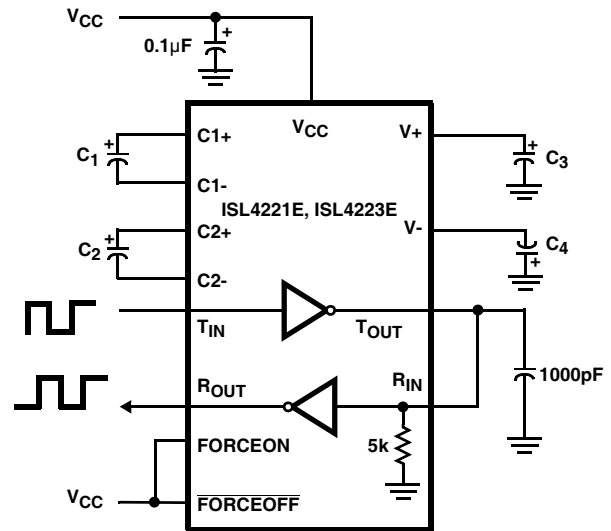 VCC
0.1µF
+
VCC
V+
C1+
+
C1
C1-
+
C3
ISL4221E, ISL4223E
C2+
+
C2
C2-
V-
C4
+
TIN
TOUT
ROUT
RIN
1000pF
5k
FORCEON
VCC
FORCEOFF